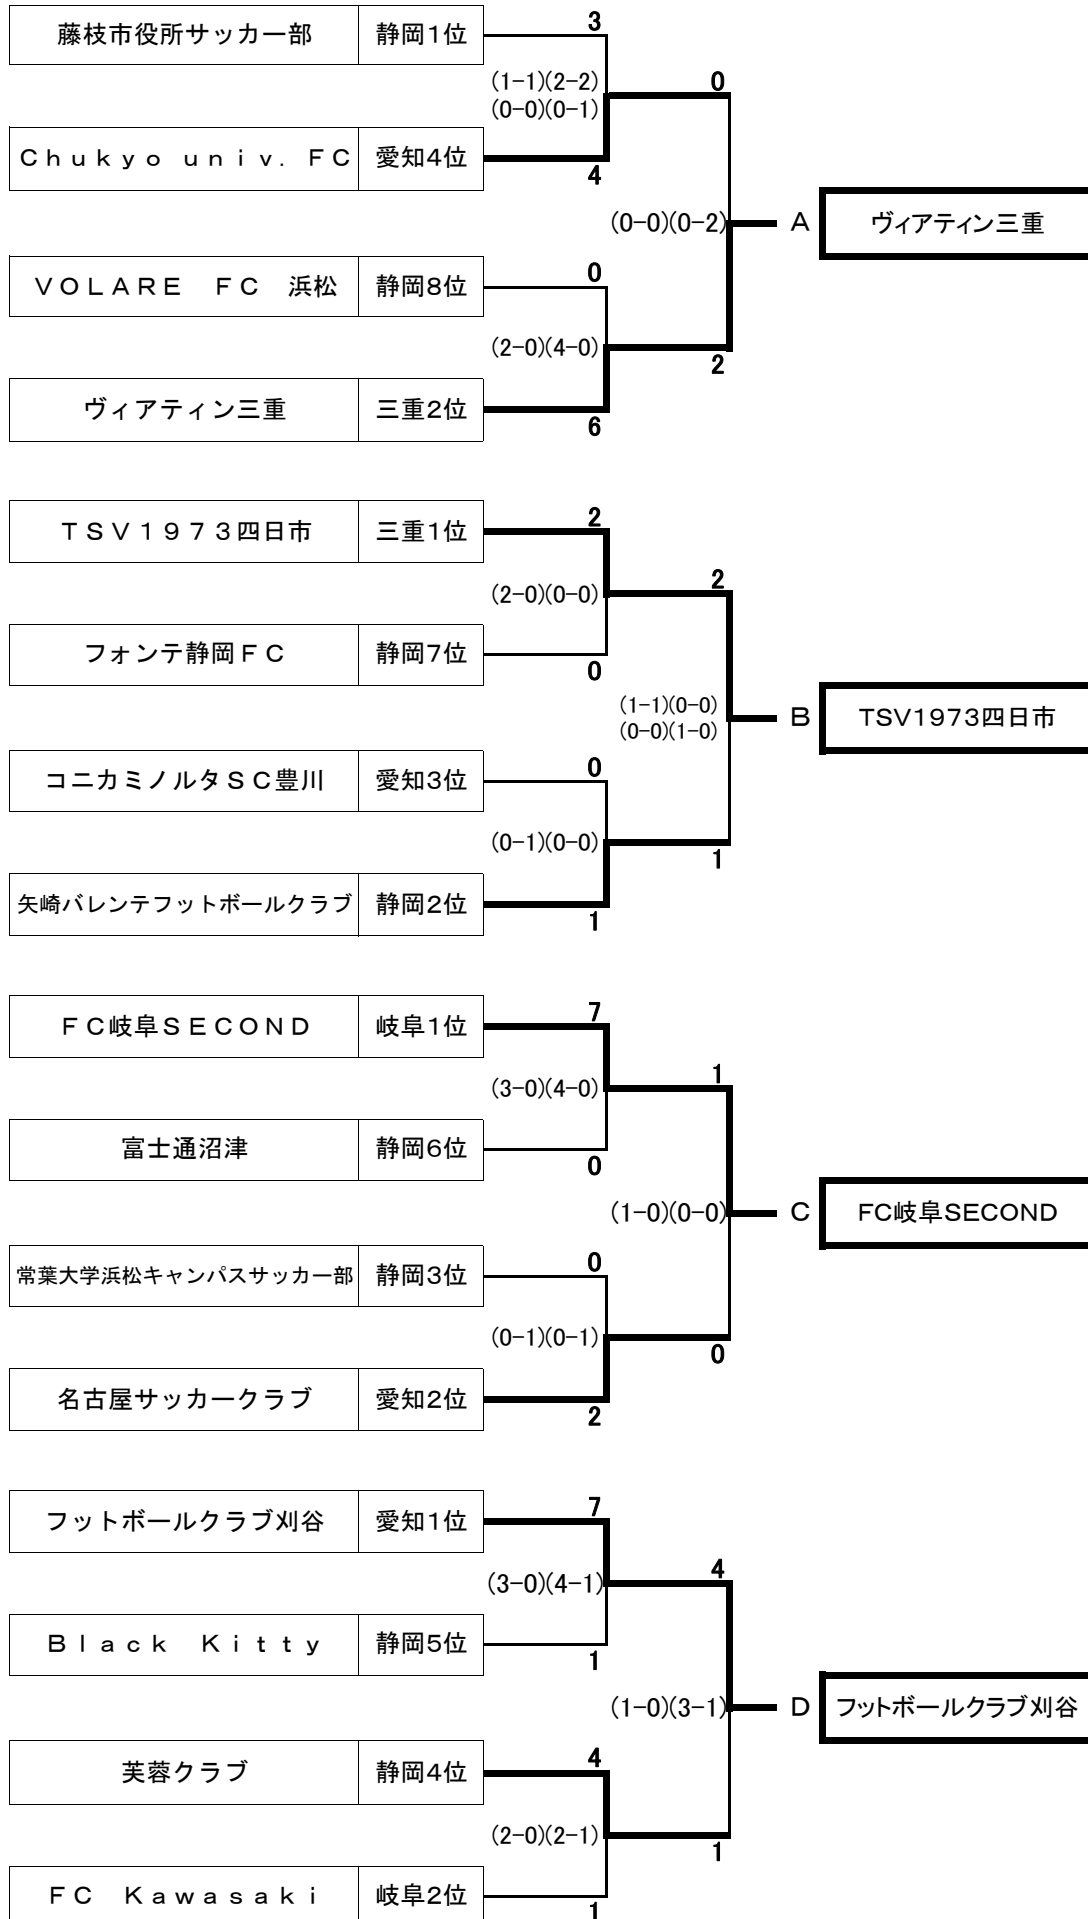 3
藤枝市役所サッカー部 静岡1位
(1-1)(2-2)
(0-0)(0-1)
0
Ｃｈｕｋｙｏ ｕｎｉｖ. ＦＣ 愛知4位
4
(0-0)(0-2) A ヴィアティン三重
0
ＶＯＬＡＲＥ　ＦＣ　浜松 静岡8位
(2-0)(4-0)
2
ヴィアティン三重 三重2位
6
2
ＴＳＶ１９７３四日市 三重1位
2
(2-0)(0-0)
フォンテ静岡ＦＣ 静岡7位
0
(1-1)(0-0)
(0-0)(1-0)
B TSV1973四日市
0
コニカミノルタＳＣ豊川 愛知3位
(0-1)(0-0)
1
矢崎バレンテフットボールクラブ 静岡2位
1
7
ＦＣ岐阜ＳＥＣＯＮＤ 岐阜1位
1
(3-0)(4-0)
富士通沼津 静岡6位
0
(1-0)(0-0) C FC岐阜SECOND
0
常葉大学浜松キャンパスサッカー部 静岡3位
(0-1)(0-1)
0
名古屋サッカークラブ 愛知2位
2
7
フットボールクラブ刈谷 愛知1位
4
(3-0)(4-1)
Ｂｌａｃｋ　Ｋｉｔｔｙ 静岡5位
1
(1-0)(3-1) D フットボールクラブ刈谷
4
芙蓉クラブ 静岡4位
(2-0)(2-1)
1
ＦＣ　Ｋａｗａｓａｋｉ 岐阜2位
1